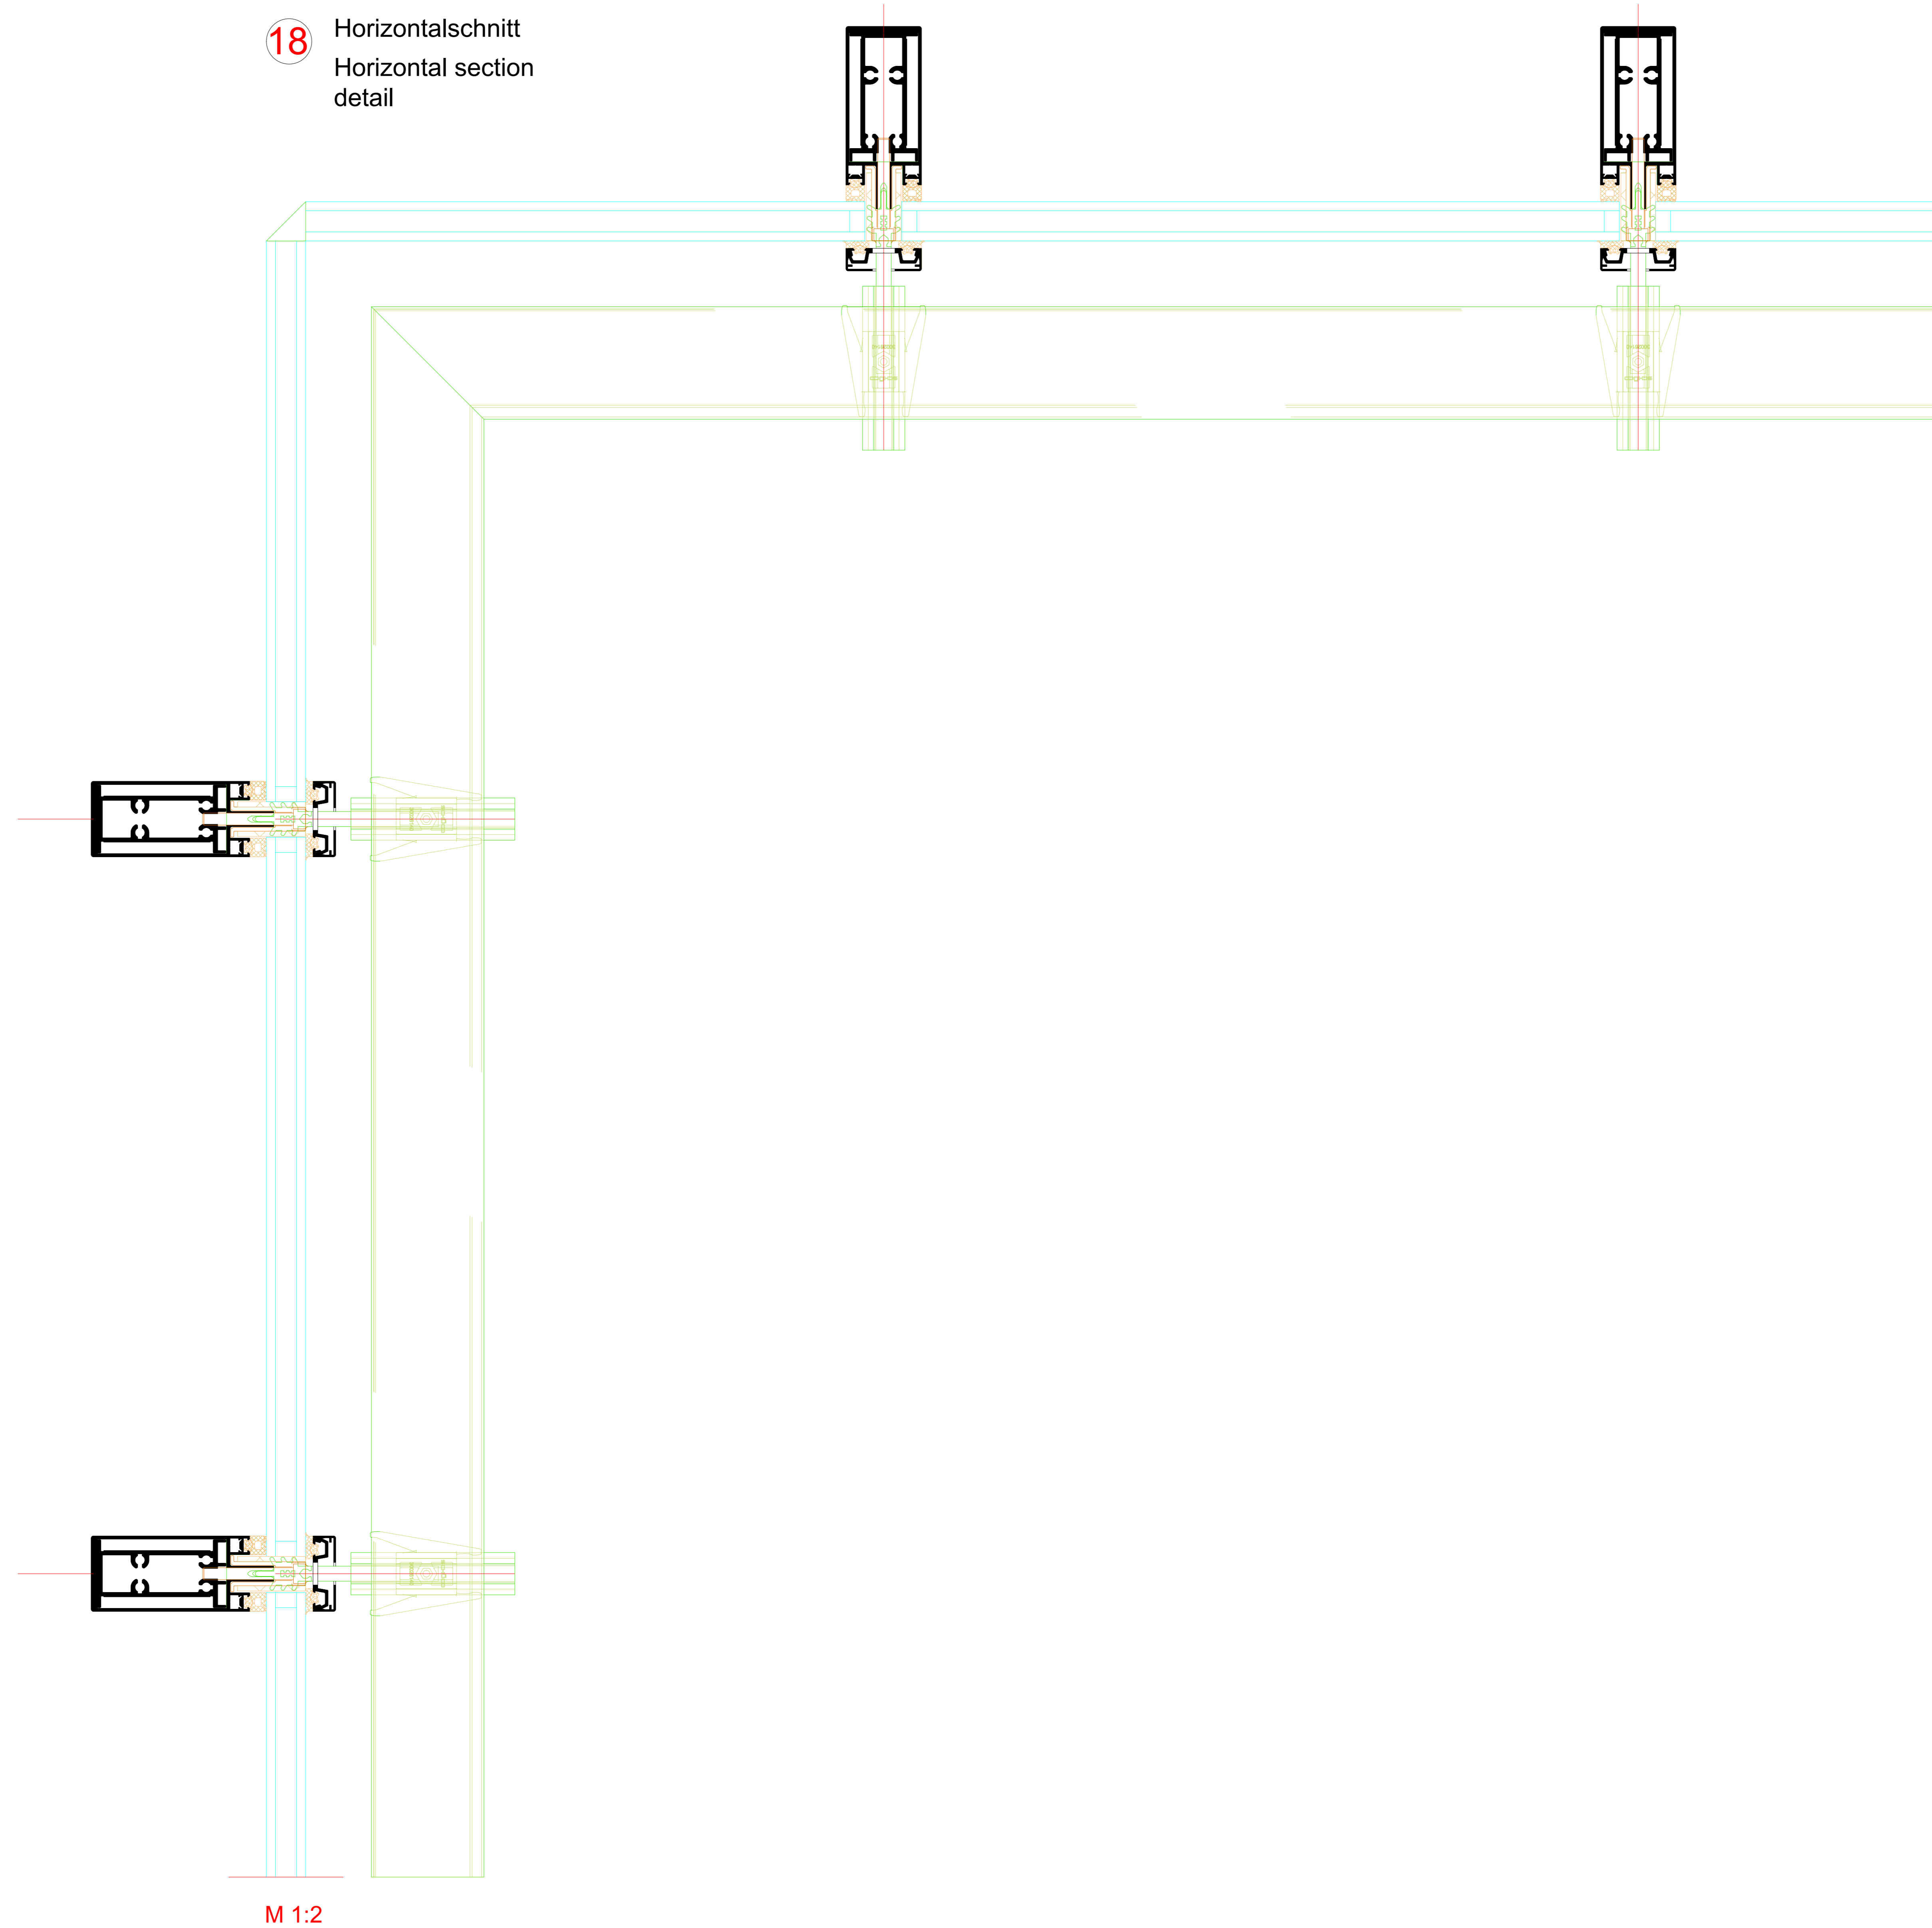 18
Horizontalschnitt
Horizontal section
detail
M 1:2